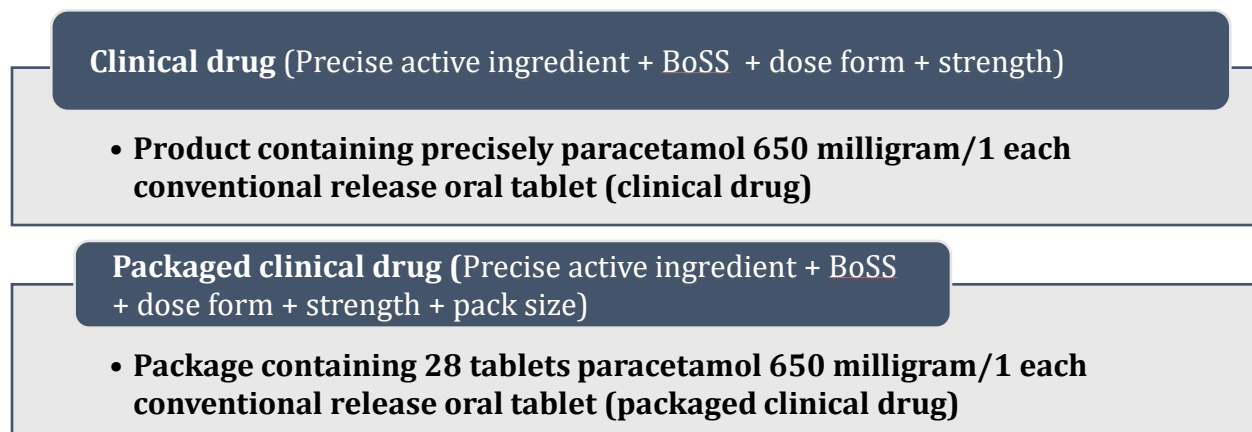 Clinical drug (Precise active ingredient + BoSS + dose form + strength)
• Product containing precisely paracetamol 650 milligram/1 each
conventional release oral tablet (clinical drug)
Packaged clinical drug (Precise active ingredient + BoSS
+ dose form + strength + pack size)
• Package containing 28 tablets paracetamol 650 milligram/1 each
conventional release oral tablet (packaged clinical drug)